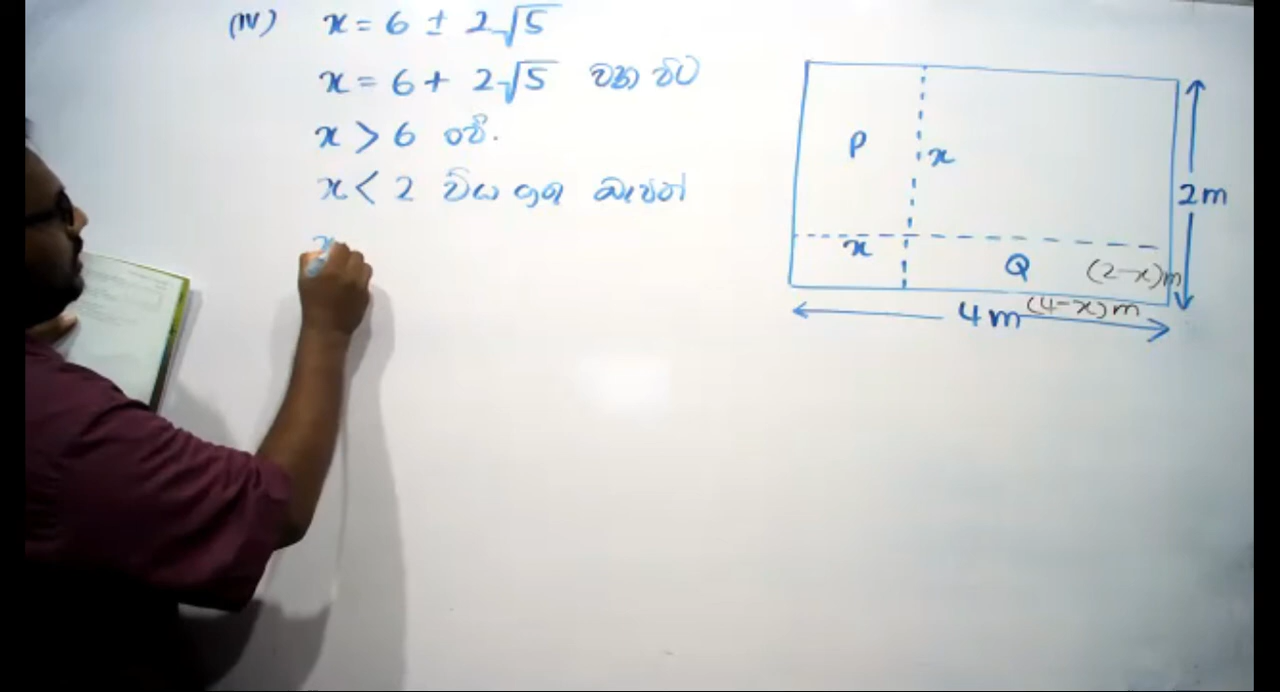 (IV) x = 6 ± 2√5
x = 6 + 2√5 වන විට
x > 6 වේ.
x < 2 විය යුතු බැවින්
x
P
x
2m
x
Q
(2-x)m
(4-x)m
4m